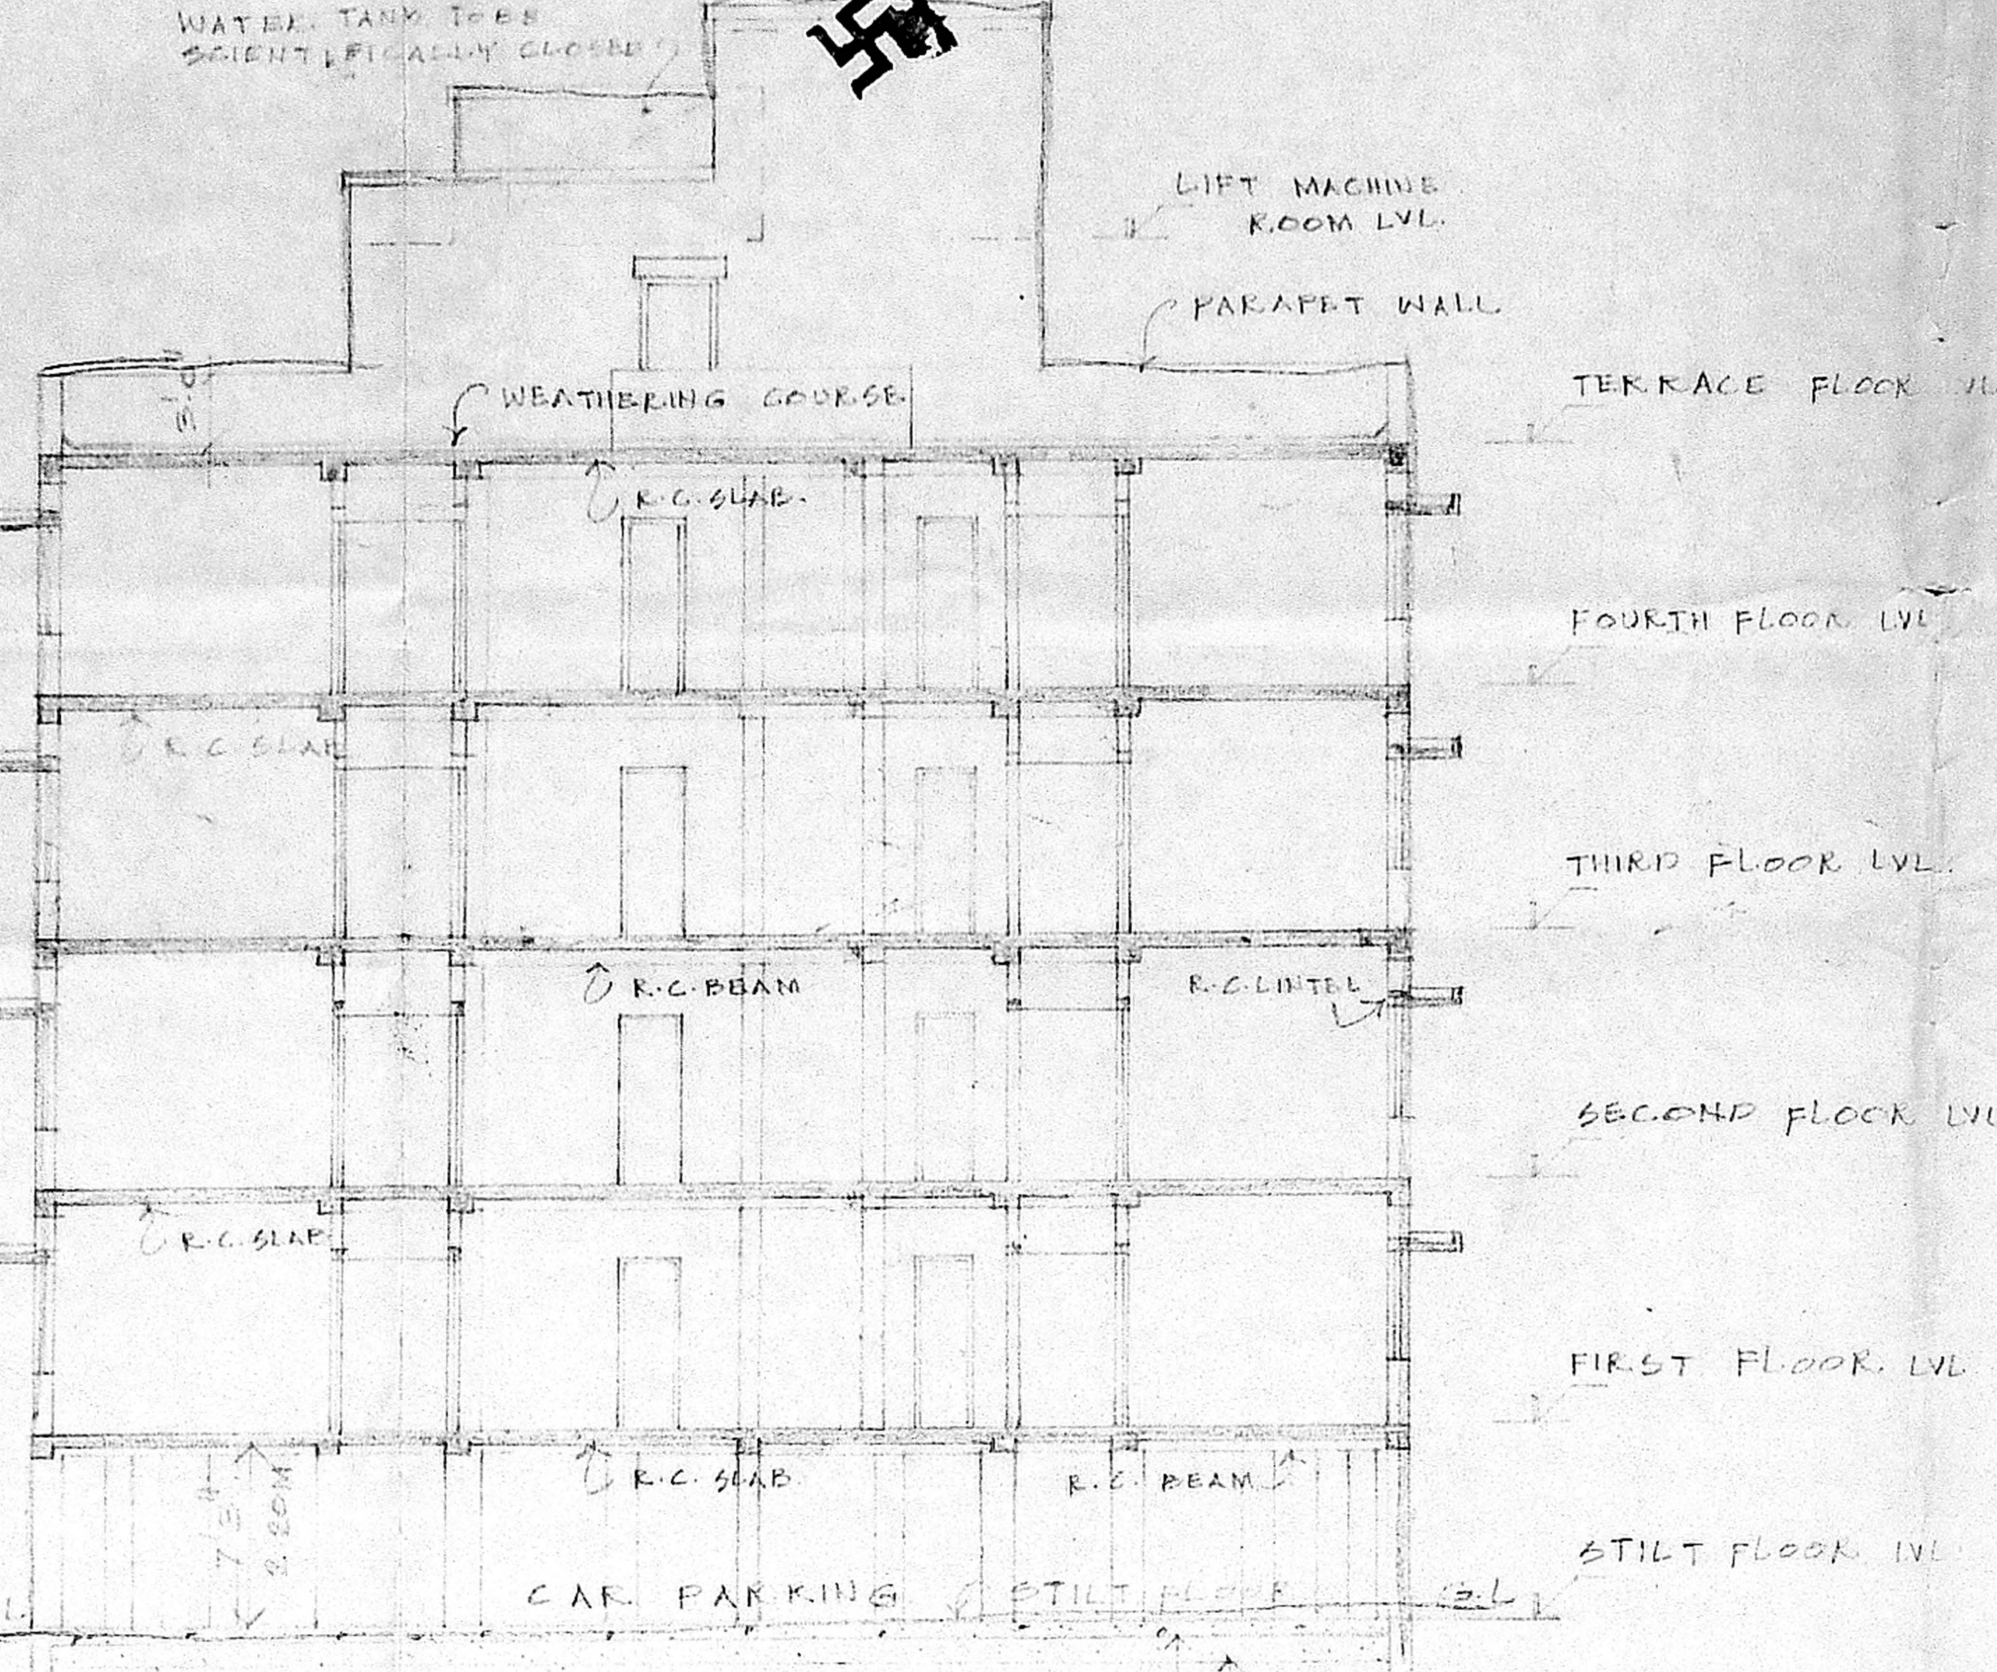 WATER TANK TO BE
SCIENTIFICALLY CLOSED
LIFT MACHINE
ROOM LVL.
PARAPET WALL
WEATHERING COURSE
TERRACE FLOOR
R.C. SLAB.
FOURTH FLOOR LVL
R.C SLAB
THIRD FLOOR LVL.
R.C. BEAM
R.C. LINTEL
SECOND FLOOR LVL
R.C. SLAB
FIRST FLOOR LVL
R.C. SLAB
R.C. BEAM
STILT FLOOR LVL
CAR PARKING
STILT FLOOR
G.L